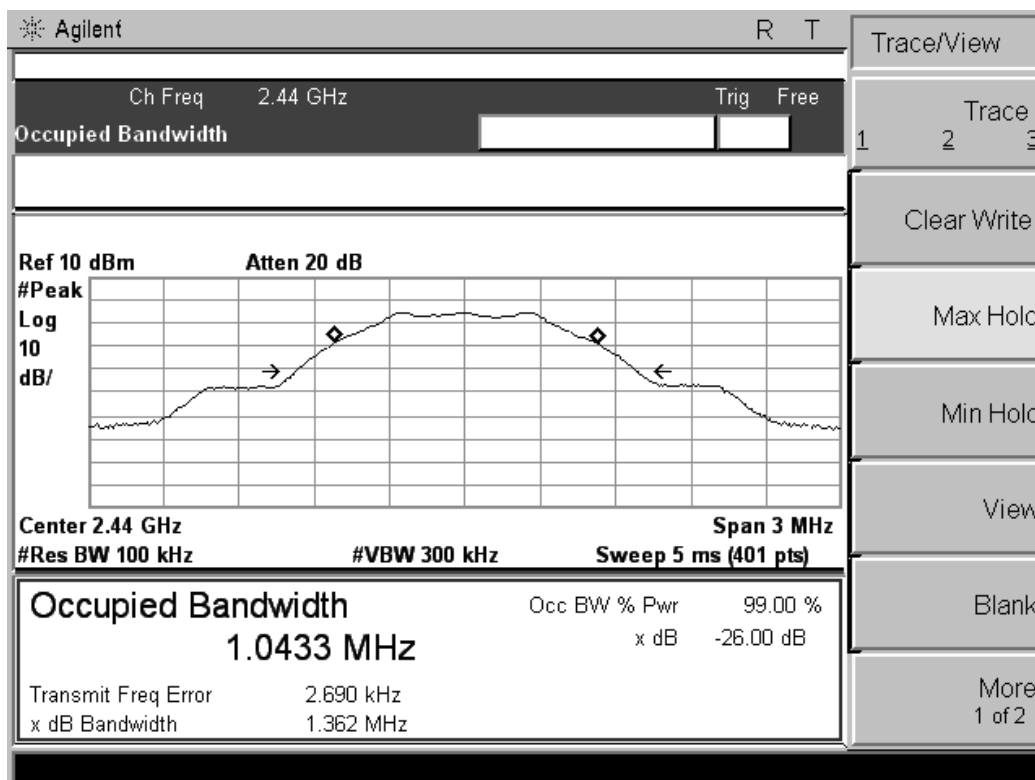 Agilent R T
Ch Freq 2.44 GHz Trig Free
Occupied Bandwidth
Ref 10 dBm Atten 20 dB
#Peak
Log
10
dB/
Center 2.44 GHz Span 3 MHz
#Res BW 100 kHz #VBW 300 kHz Sweep 5 ms (401 pts)
Occupied Bandwidth
1.0433 MHz
Occ BW % Pwr 99.00 %
x dB -26.00 dB
Transmit Freq Error 2.690 kHz
x dB Bandwidth 1.362 MHz
Trace/View
Trace
1 2 3
Clear Write
Max Hold
Min Hold
View
Blank
More
1 of 2